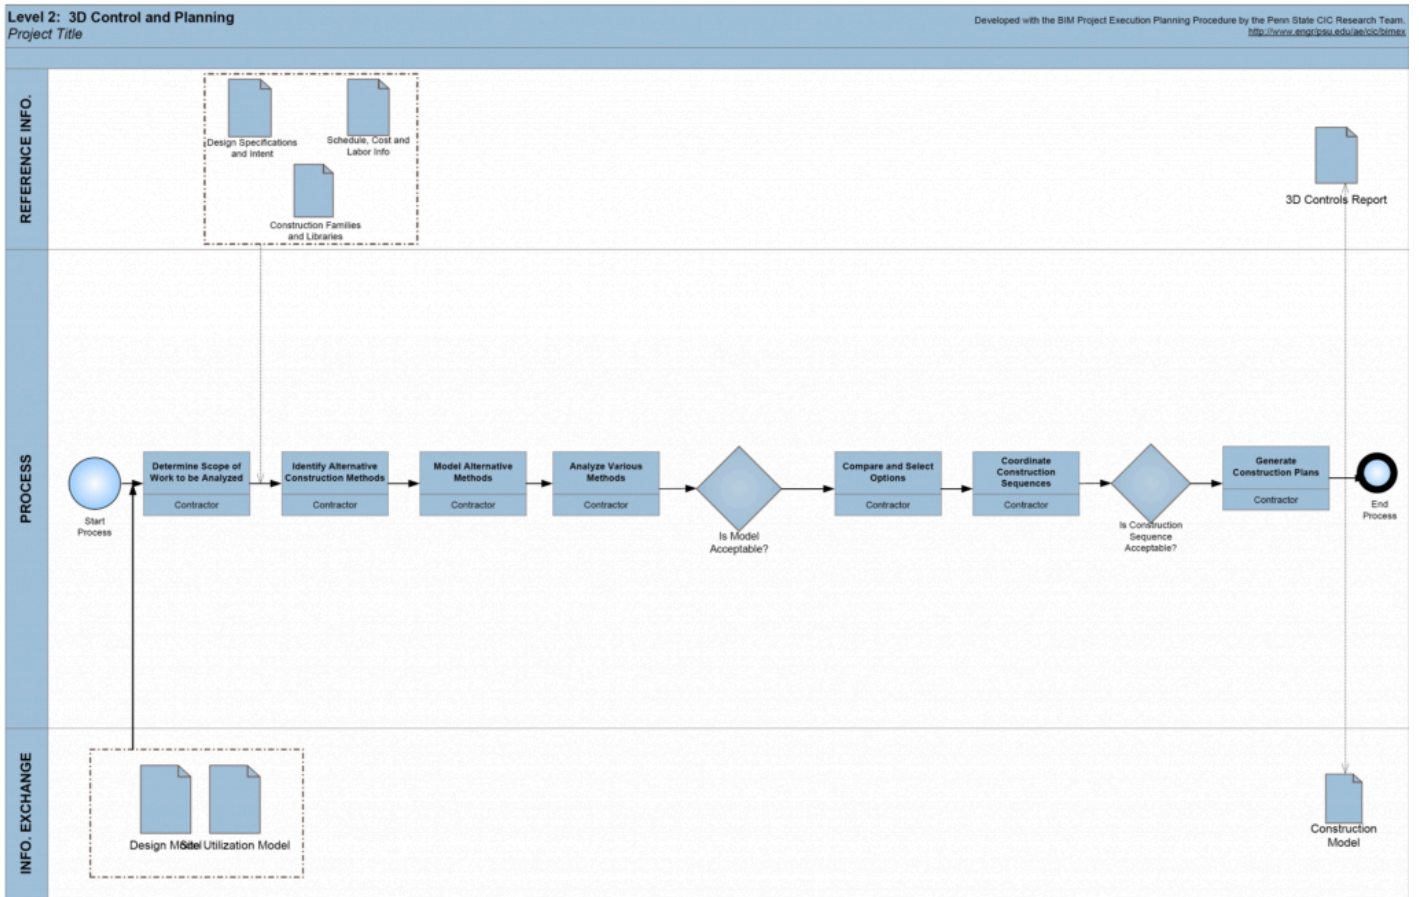 Level 2: 3D Control and Planning
Project Title
Developed with the BIM Project Execution Planning Procedure by the Penn State CIC Research Team.
http://www.engr/psu.edu/ae/cic/bimex
REFERENCE INFO.
Design Specifications
and Intent
Schedule, Cost and
Labor Info
Construction Families
and Libraries
3D Controls Report
PROCESS
Start
Process
Determine Scope of
Work to be Analyzed
Contractor
Identify Alternative
Construction Methods
Contractor
Model Alternative
Methods
Contractor
Analyze Various
Methods
Contractor
Is Model
Acceptable?
Compare and Select
Options
Contractor
Coordinate
Construction
Sequences
Contractor
Is Construction
Sequence
Acceptable?
Generate
Construction Plans
Contractor
End
Process
INFO. EXCHANGE
Design Model
Site Utilization Model
Construction
Model